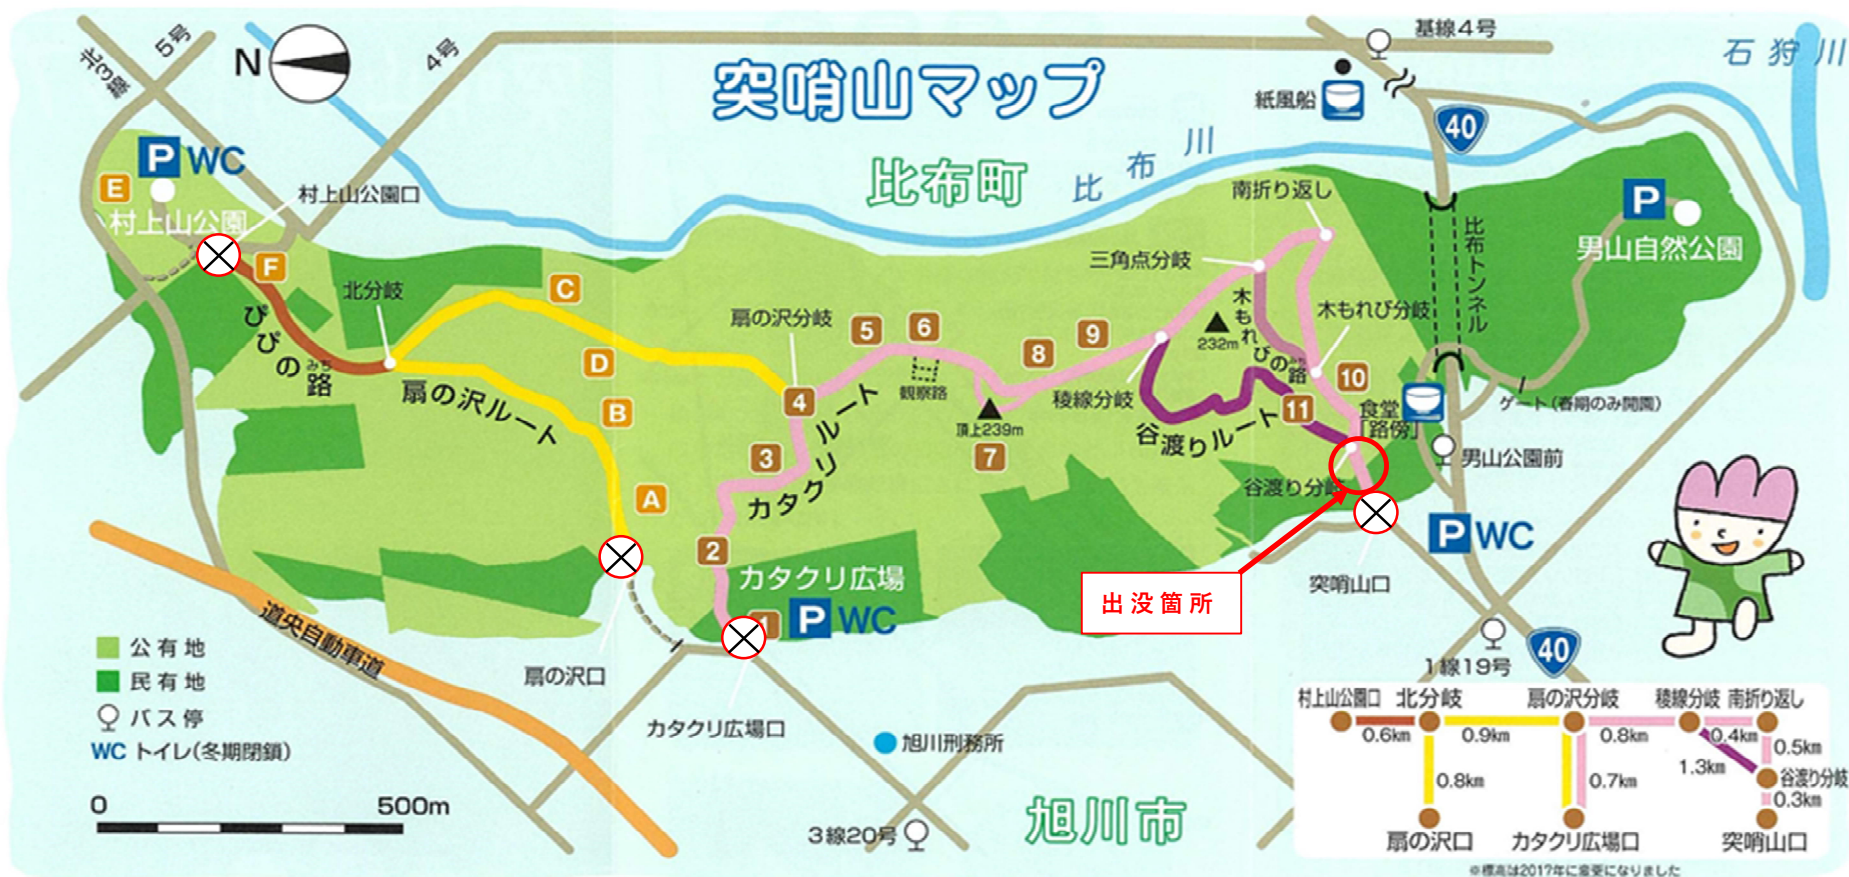 突哨山マップ
北3線
5号
4号
N
基線4号
石狩川
紙風船
40
比布町
比布川
P WC
E
村上山公園口
村上山公園
F
北分岐
ぴぴの路
みち
C
D
扇の沢ルート
B
A
扇の沢分岐
5
6
観察路
4
3
2
1
カタクリルート
頂上239m
7
8
9
稜線分岐
三角点分岐
南折り返し
232m
木もれびの路
みち
木もれび分岐
谷渡りルート
10
11
食堂
「路傍」
谷渡り分岐
比布トンネル
P
男山自然公園
ゲート(春期のみ開園)
男山公園前
P WC
突哨山口
出没箇所
カタクリ広場
P WC
扇の沢口
カタクリ広場口
旭川刑務所
道央自動車道
公有地
民有地
バス停
WC トイレ(冬期閉鎖)
0 500m
3線20号
旭川市
1線19号
40
村上山公園口 北分岐 扇の沢分岐 稜線分岐 南折り返し
0.6km 0.9km 0.8km 0.4km
0.5km
0.8km 0.7km 1.3km 谷渡り分岐
0.3km
扇の沢口 カタクリ広場口 突哨山口
※標高は2017年に変更になりました